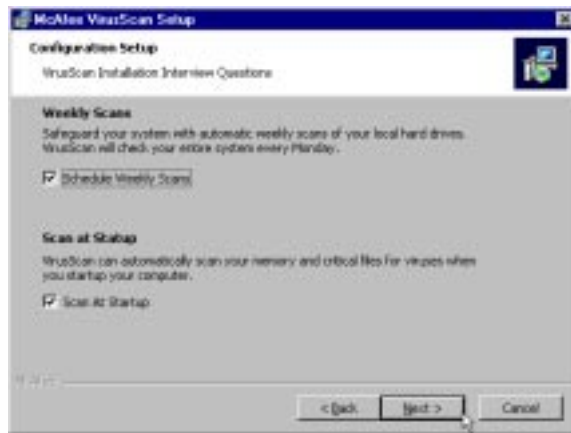 McAfee VirusScan Setup
Configuration Setup
VirusScan Installation Interview Questions
Weekly Scans
Safeguard your system with automatic weekly scans of your local hard drives.
VirusScan will check your entire system every Monday.
Schedule Weekly Scans
Scan at Statup
VirusScan can automatically scan your memory and critical files for viruses when
you startup your computer.
Scan At Startup
McAfee
< Back
Next >
Cancel